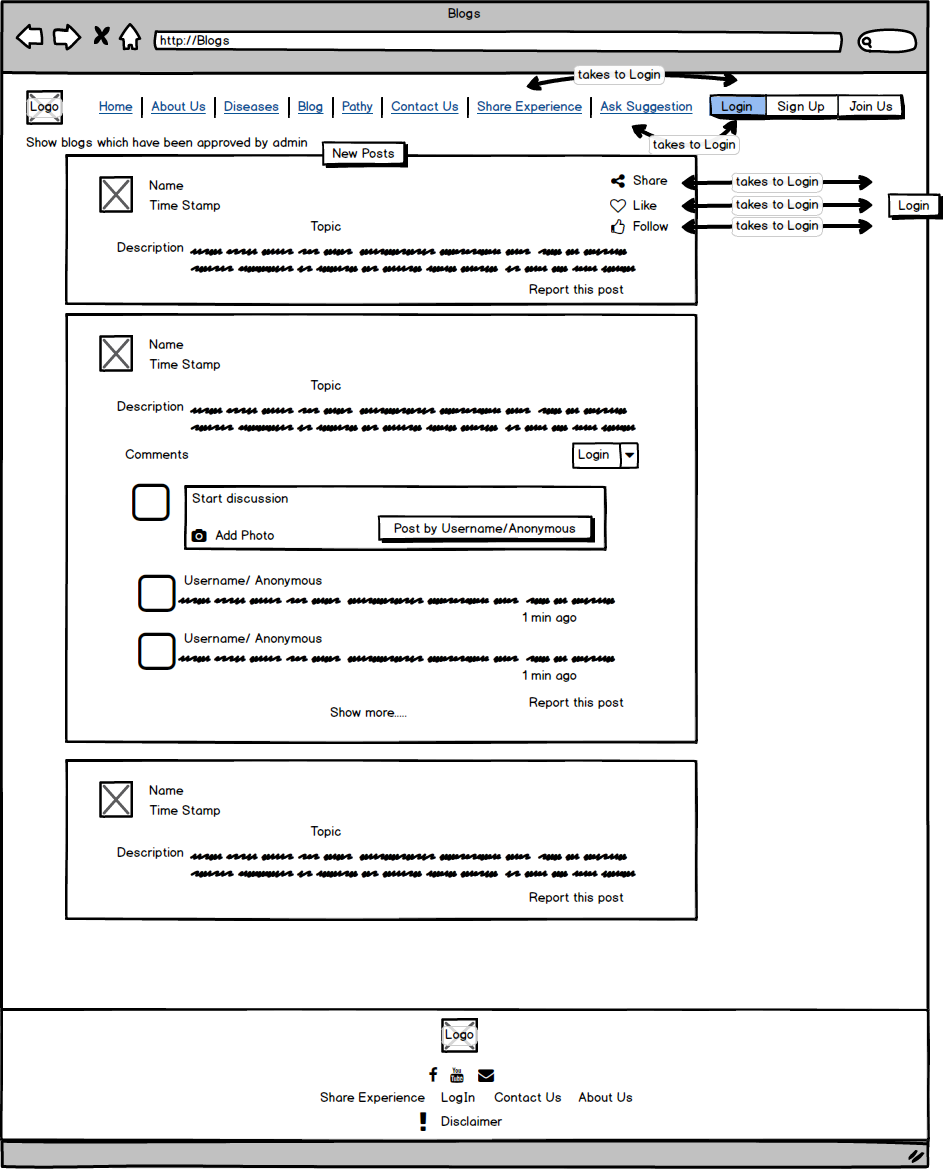 Blogs
http://Blogs
takes to Login
Logo Home About Us Diseases Blog Pathy Contact Us Share Experience Ask Suggestion Login Sign Up Join Us
Show blogs which have been approved by admin
takes to Login
New Posts
Name
Share takes to Login
Time Stamp
Like takes to Login Login
Topic
Follow takes to Login
Description
Report this post
Name
Time Stamp
Topic
Description
Comments
Login
Start discussion
Add Photo
Post by Username/Anonymous
Username/ Anonymous
1 min ago
Username/ Anonymous
1 min ago
Report this post
Show more.....
Name
Time Stamp
Topic
Description
Report this post
Logo
You Tube
Share Experience LogIn Contact Us About Us
Disclaimer